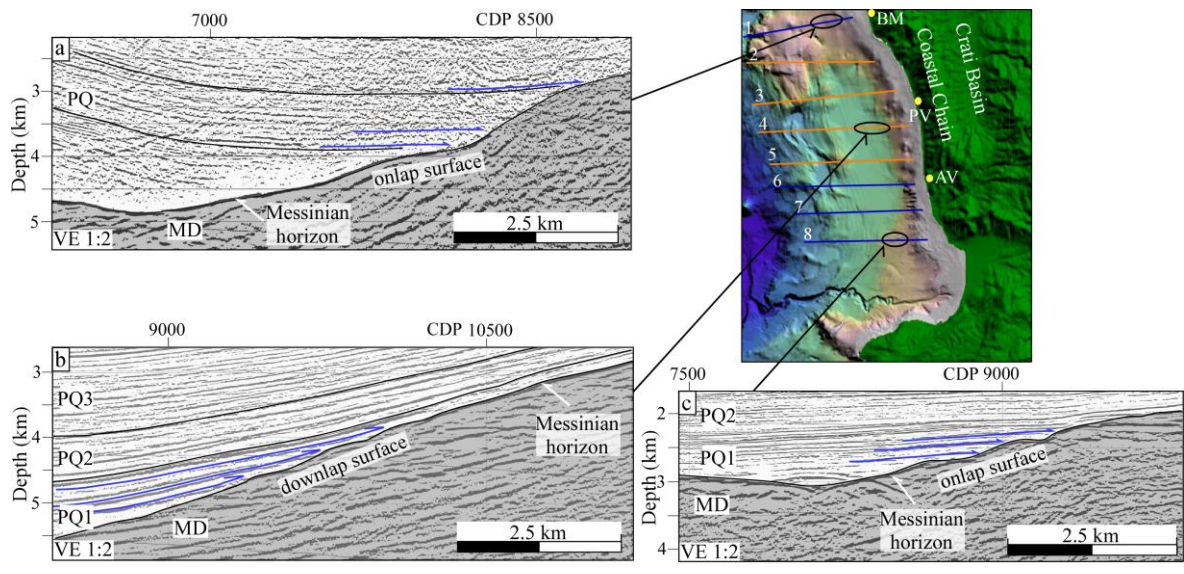 7000
CDP 8500
a
3
PQ
4
Depth (km)
onlap surface
5
MD
Messinian
horizon
VE 1:2
2.5 km
1
BM
2
3
4
PV
5
6
AV
7
8
Coastal Chain
Crati Basin
9000
CDP 10500
b
3
PQ3
4
Depth (km)
PQ2
downlap surface
Messinian
horizon
5
PQ1
MD
VE 1:2
2.5 km
7500
CDP 9000
c
2
PQ2
PQ1
Depth (km)
onlap surface
3
MD
Messinian
horizon
4
VE 1:2
2.5 km